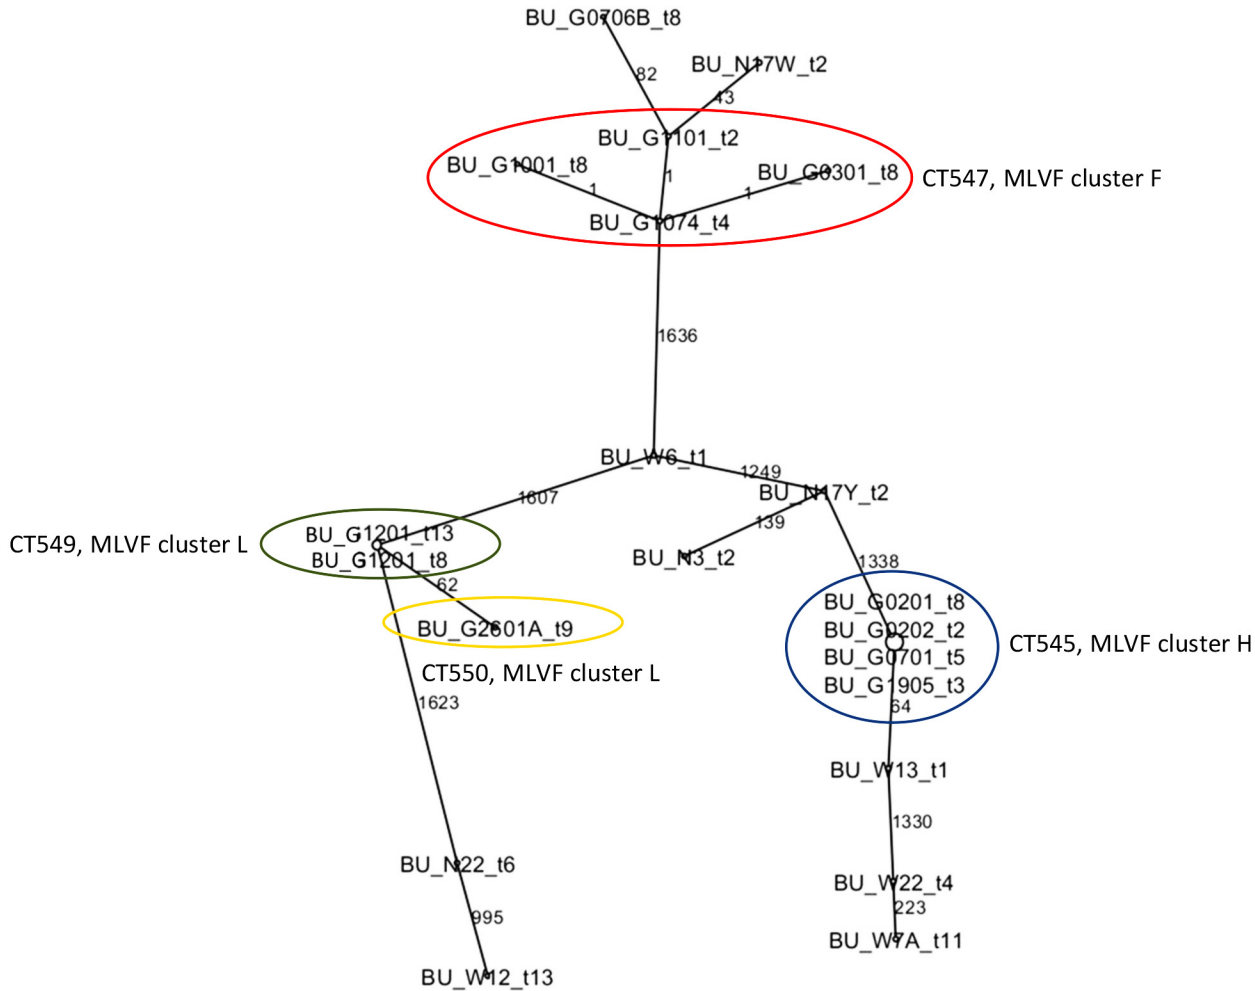 BU_G0706B_t8
BU_N17W_t2
82
43
BU_G1101_t2
BU_G1001_t8
BU_G0301_t8
CT547, MLVF cluster F
1
1
1
BU_G1074_t4
1636
BU_W6_t1
1249
BU_N17Y_t2
1607
139
BU_G1201_t13
CT549, MLVF cluster L
BU_G1201_t8
BU_N3_t2
1338
62
BU_G0201_t8
BU_G2601A_t9
BU_G0202_t2
CT545, MLVF cluster H
BU_G0701_t5
CT550, MLVF cluster L
BU_G1905_t3
1623
64
BU_W13_t1
1330
BU_N22_t6
BU_W22_t4
223
995
BU_W7A_t11
BU_W12_t13